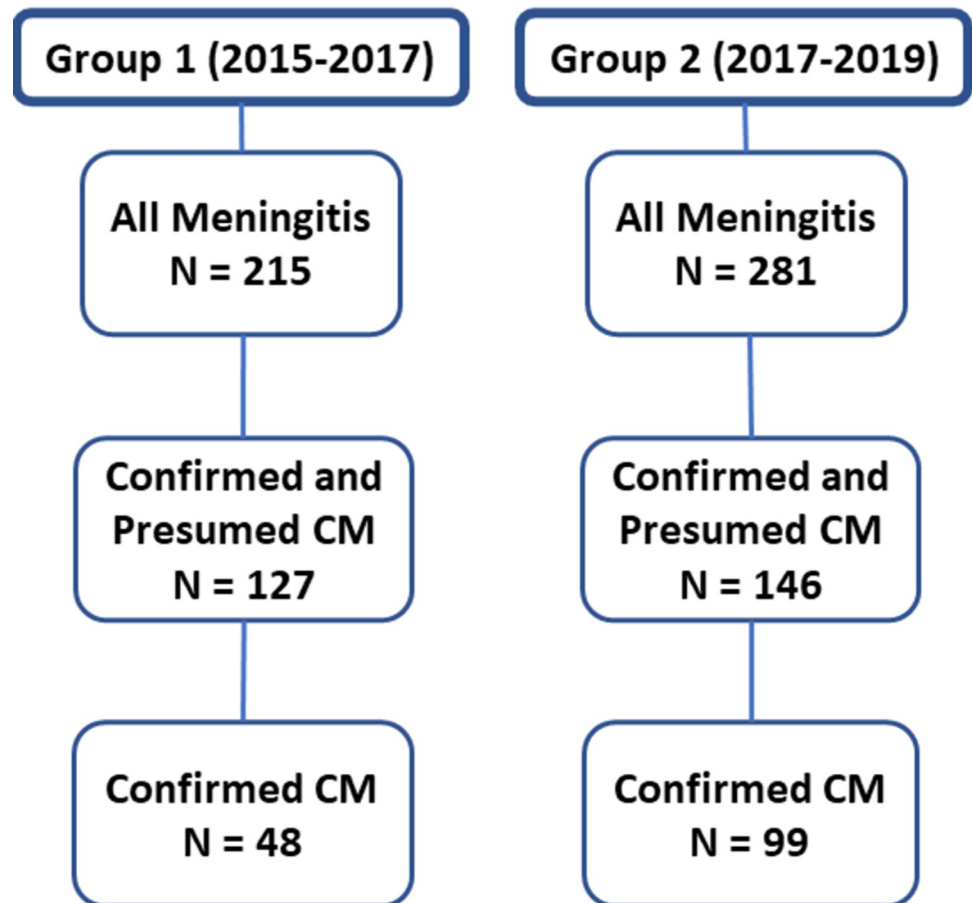 Group 1 (2015-2017)
All Meningitis
N = 215
Confirmed and
Presumed CM
N = 127
Confirmed CM
N = 48
Group 2 (2017-2019)
All Meningitis
N = 281
Confirmed and
Presumed CM
N = 146
Confirmed CM
N = 99